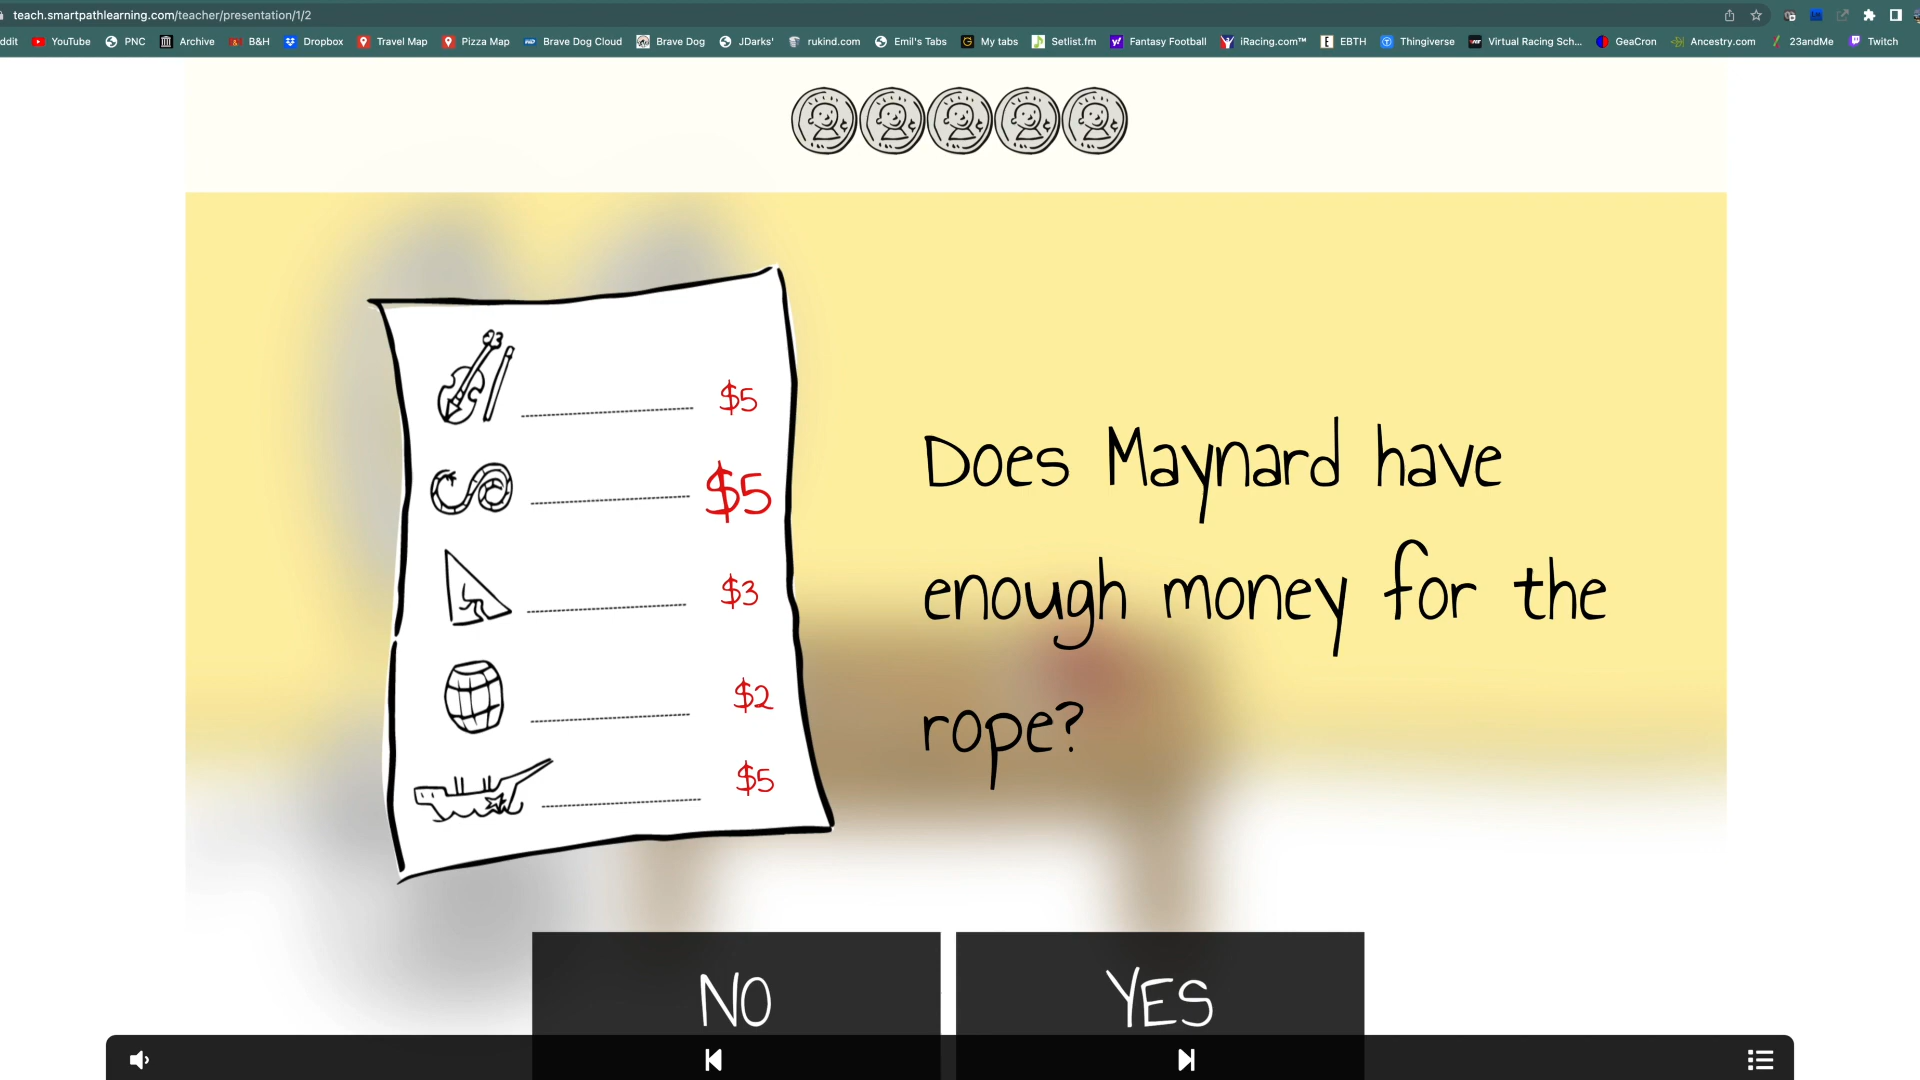 teach.smartpathlearning.com/teacher/presentation/1/2
ddit YouTube PNC Archive B&H Dropbox Travel Map Pizza Map Brave Dog Cloud Brave Dog JDarks' rukind.com Emil's Tabs My tabs Setlist.fm Fantasy Football iRacing.com™ EBTH Thingiverse Virtual Racing Sch... GeaCron Ancestry.com 23andMe Twitch
$5
$5
$3
$2
$5
Does Maynard have
enough money for the
rope?
NO YES